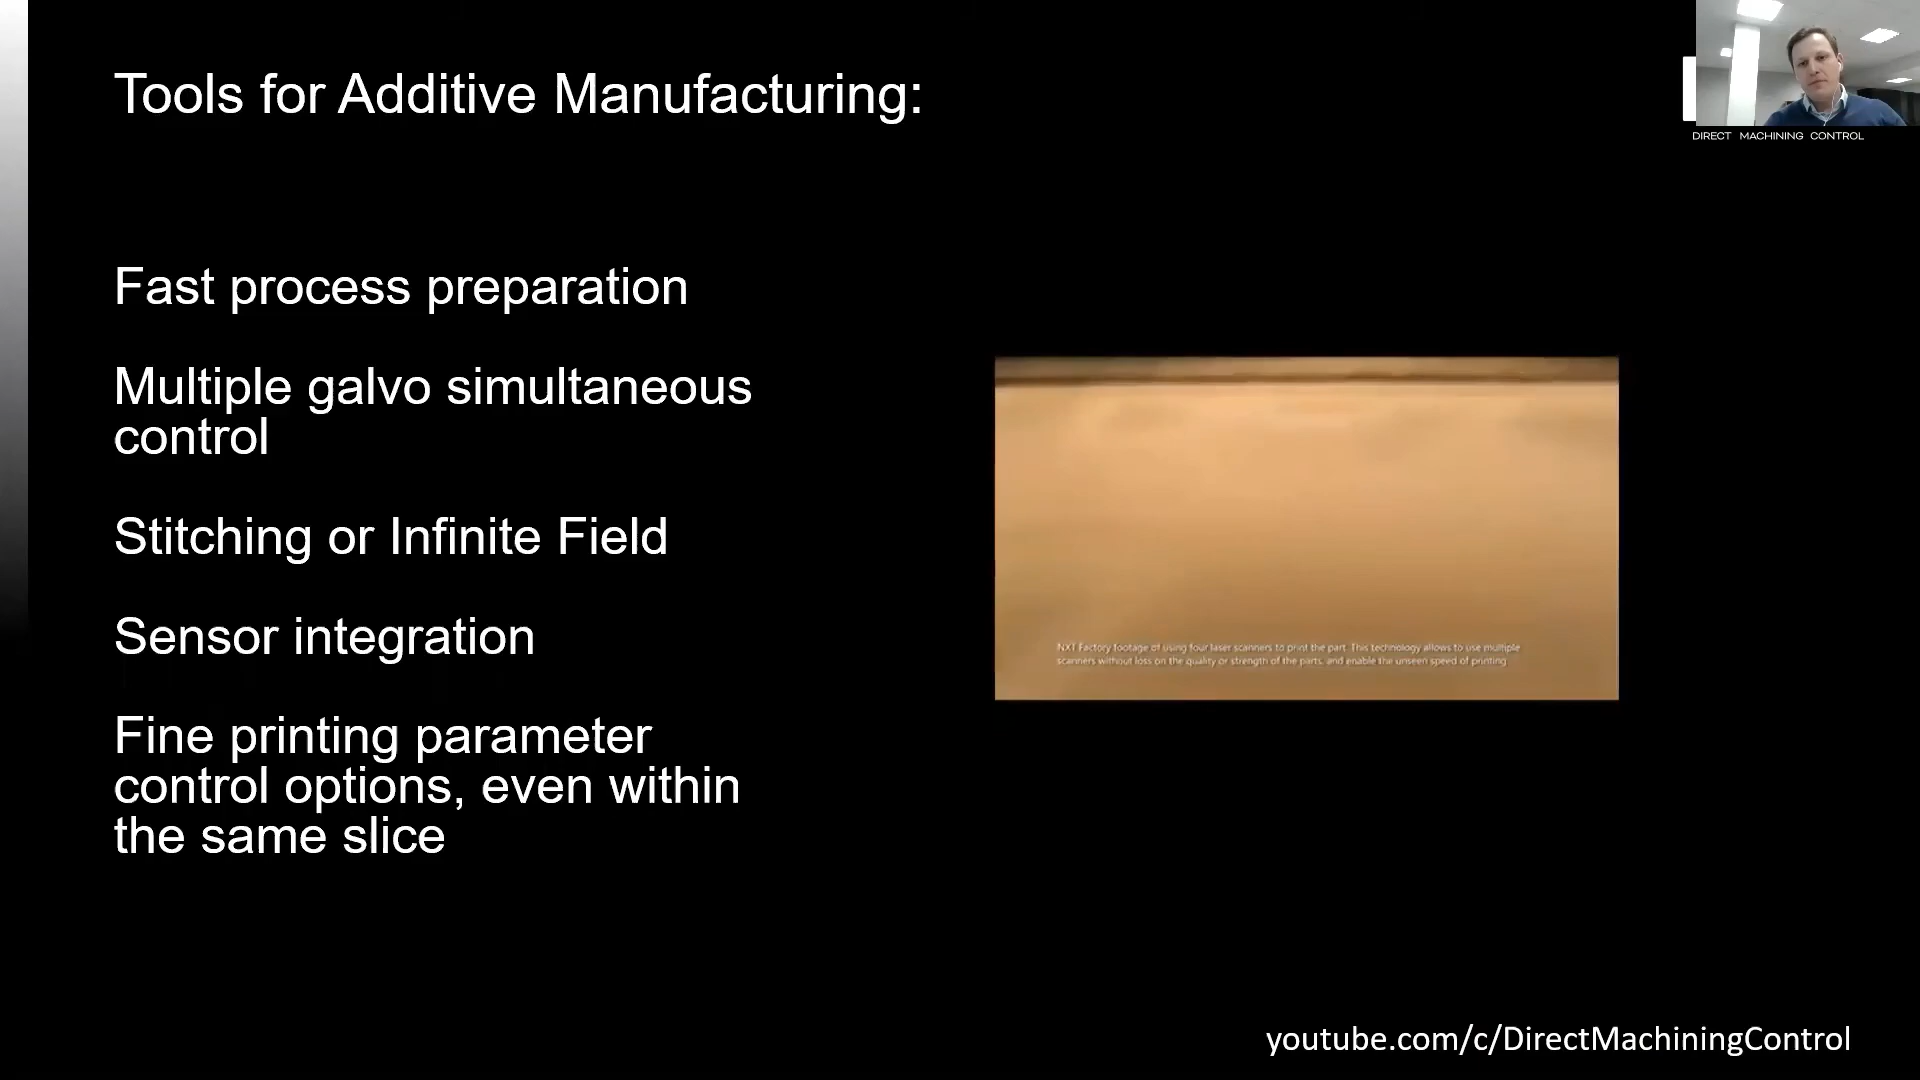 Tools for Additive Manufacturing:
DIRECT MACHINING CONTROL
Fast process preparation
Multiple galvo simultaneous
control
Stitching or Infinite Field
Sensor integration
Fine printing parameter
control options, even within
the same slice
NXT Factory footage of using four laser scanners to print the part. This technology allows to use multiple
scanners without loss on the quality or strength of the parts, and enable the unseen speed of printing
youtube.com/c/DirectMachiningControl